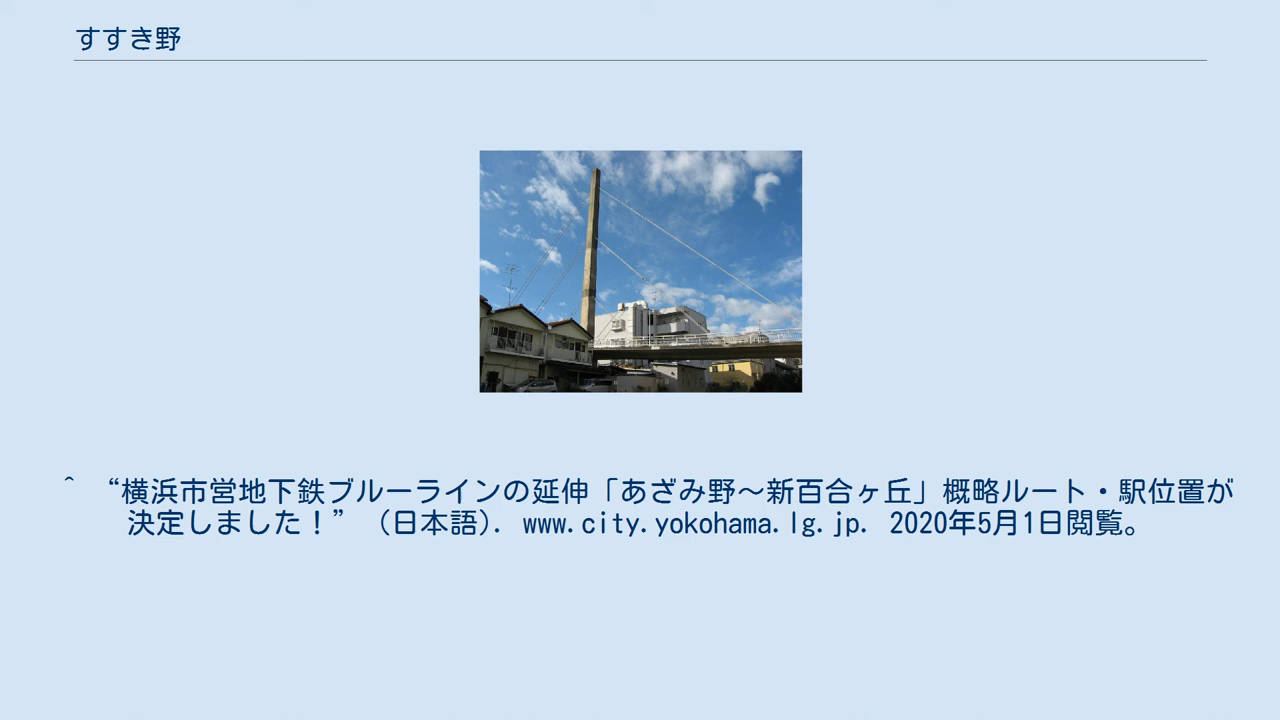 すすき野
^ “横浜市営地下鉄ブルーラインの延伸「あざみ野〜新百合ヶ丘」概略ルート・駅位置が
決定しました！” (日本語). www.city.yokohama.lg.jp. 2020年5月1日閲覧。